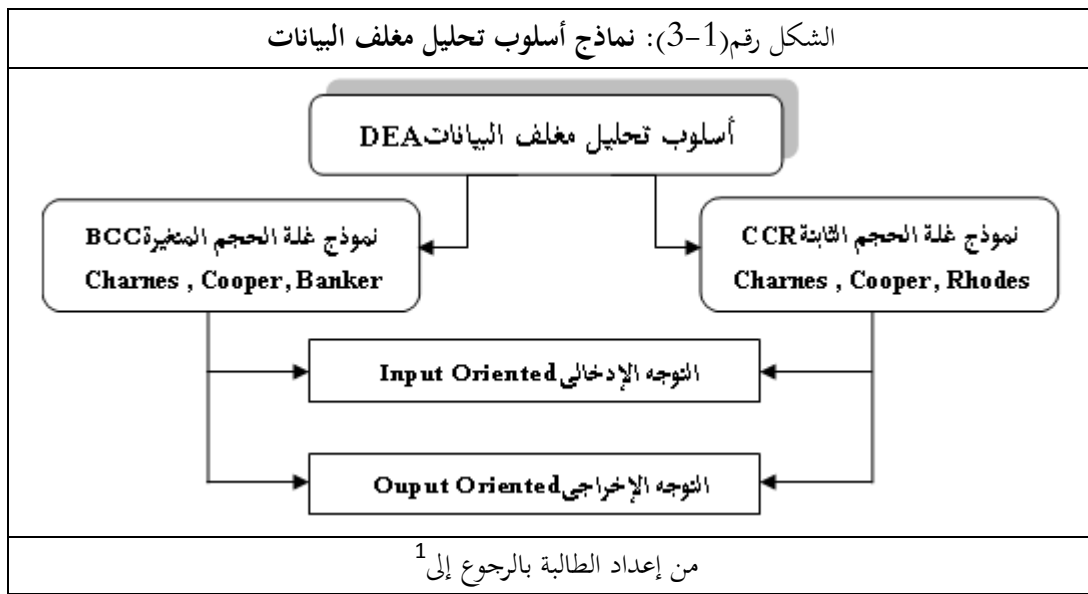 الشكل رقم(1-3): نماذج أسلوب تحليل مغلف البيانات
أسلوب تحليل مغلف البياناتDEA
نموذج غلة الحجم الثابتةCCR
Charnes , Cooper, Rhodes
نموذج غلة الحجم المتغيرةBCC
Charnes , Cooper, Banker
التوجه الإدخاليInput Oriented
التوجه الإخراجيOuput Oriented
من إعداد الطالبة بالرجوع إلى1